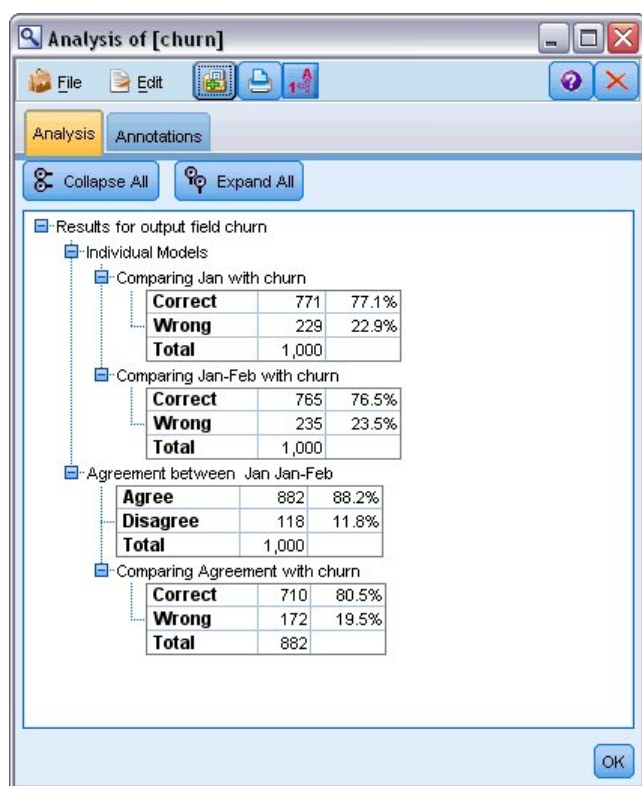 Analysis of [churn]
File Edit
Analysis Annotations
Collapse All Expand All
Results for output field churn
Individual Models
Comparing Jan with churn
Correct 771 77.1%
Wrong 229 22.9%
Total 1,000
Comparing Jan-Feb with churn
Correct 765 76.5%
Wrong 235 23.5%
Total 1,000
Agreement between Jan Jan-Feb
Agree 882 88.2%
Disagree 118 11.8%
Total 1,000
Comparing Agreement with churn
Correct 710 80.5%
Wrong 172 19.5%
Total 882
OK